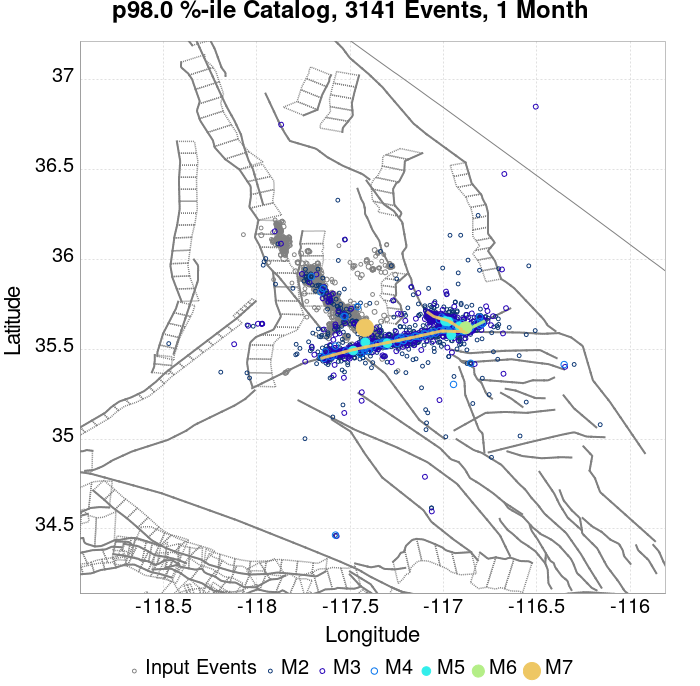 p98.0 %-ile Catalog, 3141 Events, 1 Month
37
36.5
36
35.5
35
34.5
Latitude
-118.5 -118 -117.5 -117 -116.5 -116
Longitude
Input Events M2 M3 M4 M5 M6 M7